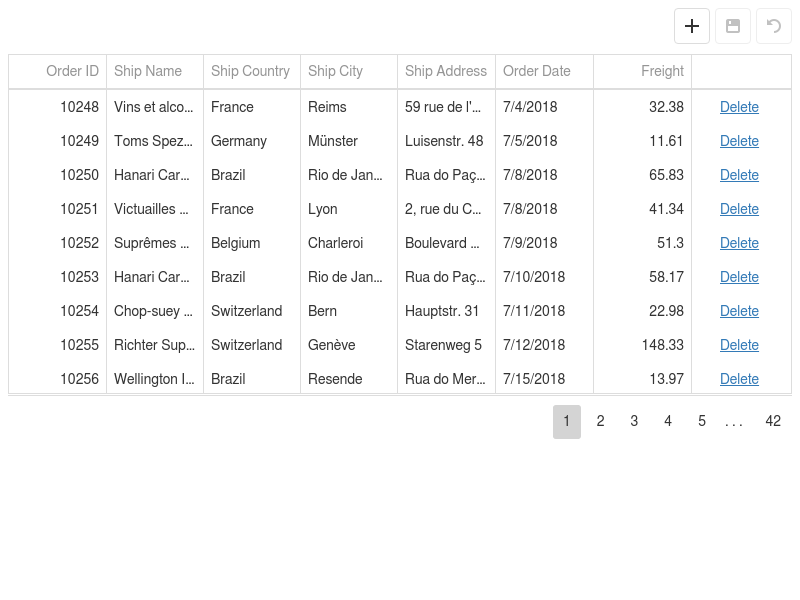 Order ID Ship Name Ship Country Ship City Ship Address Order Date Freight
10248 Vins et alco... France Reims 59 rue de l'... 7/4/2018 32.38 Delete
10249 Toms Spez... Germany Münster Luisenstr. 48 7/5/2018 11.61 Delete
10250 Hanari Car... Brazil Rio de Jan... Rua do Paç... 7/8/2018 65.83 Delete
10251 Victuailles ... France Lyon 2, rue du C... 7/8/2018 41.34 Delete
10252 Suprêmes ... Belgium Charleroi Boulevard ... 7/9/2018 51.3 Delete
10253 Hanari Car... Brazil Rio de Jan... Rua do Paç... 7/10/2018 58.17 Delete
10254 Chop-suey ... Switzerland Bern Hauptstr. 31 7/11/2018 22.98 Delete
10255 Richter Sup... Switzerland Genève Starenweg 5 7/12/2018 148.33 Delete
10256 Wellington I... Brazil Resende Rua do Mer... 7/15/2018 13.97 Delete
1 2 3 4 5 ... 42